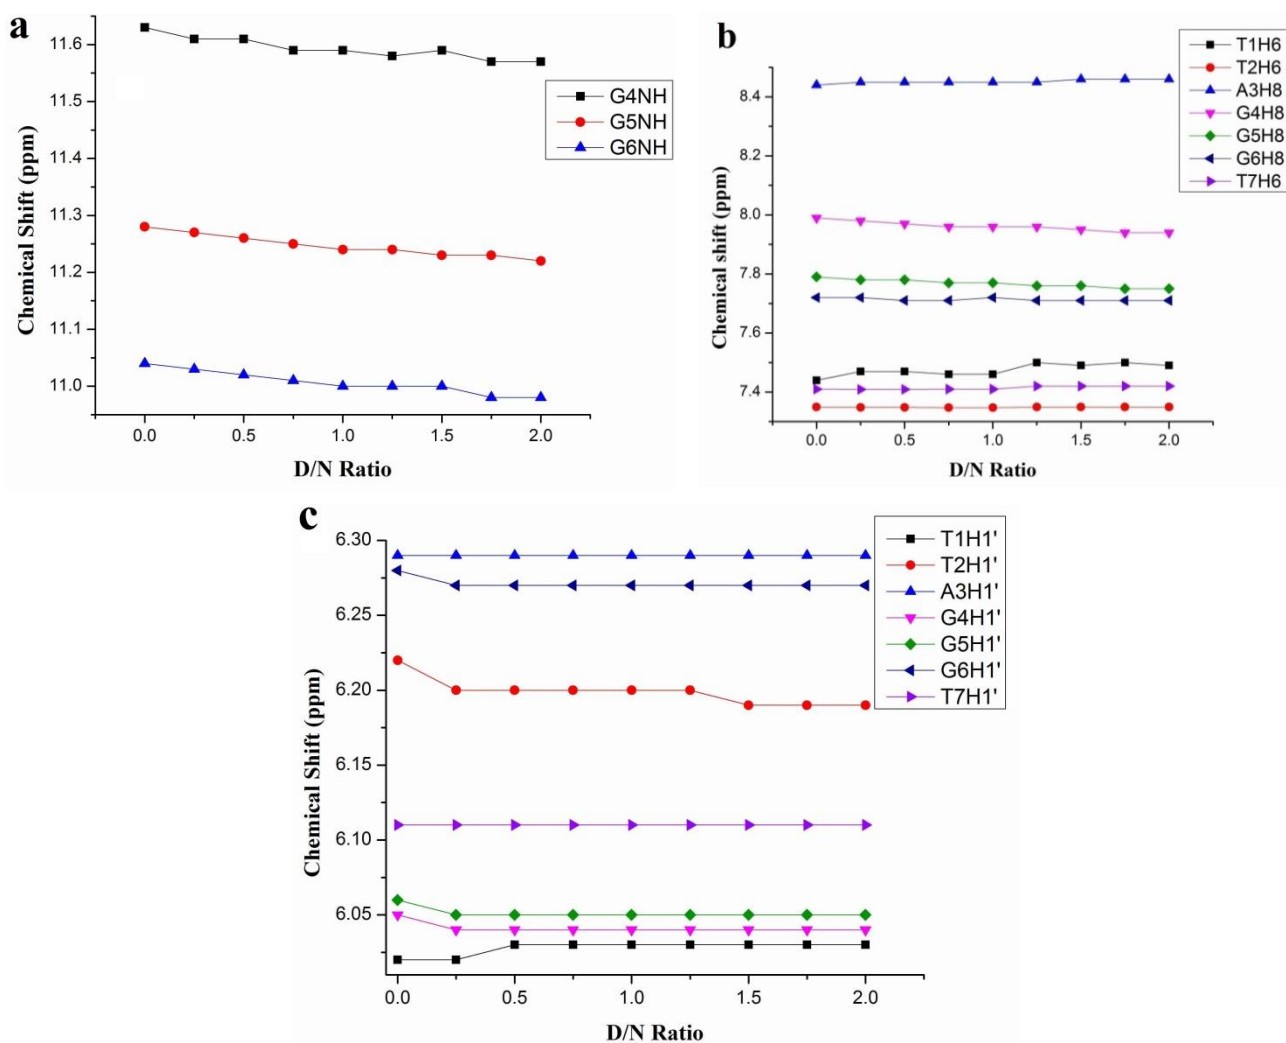 a
Chemical Shift (ppm)
11.6
11.5
11.4
11.3
11.2
11.1
11.0
0.0 0.5 1.0 1.5 2.0
D/N Ratio
G4NH
G5NH
G6NH
b
Chemical shift (ppm)
8.4
8.2
8.0
7.8
7.6
7.4
0.0 0.5 1.0 1.5 2.0
D/N Ratio
T1H6
T2H6
A3H8
G4H8
G5H8
G6H8
T7H6
c
Chemical Shift (ppm)
6.30
6.25
6.20
6.15
6.10
6.05
0.0 0.5 1.0 1.5 2.0
D/N Ratio
T1H1'
T2H1'
A3H1'
G4H1'
G5H1'
G6H1'
T7H1'